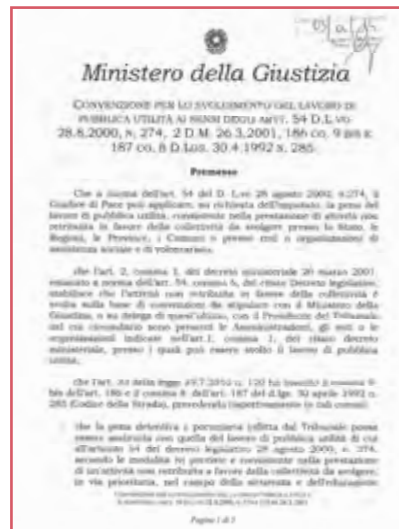 Ministero della Giustizia
CONVENZIONE PER LO SVOLGIMENTO DEL LAVORO DI
PUBBLICA UTILITÀ AI SENSI DEGLI ARTT. 54 D.L.VO
28.8.2000, N. 274, 2 D.M. 26.3.2001, 186 CO. 9 BIS E
187 CO. 8 D.LGS. 30.4.1992 N. 285
Premesso
Che a norma dell'art. 54 del D. L.vo 28 agosto 2000, n.274, il
Giudice di Pace può applicare, su richiesta dell'imputato, la pena del
lavoro di pubblica utilità, consistente nella prestazione di attività non
retribuita in favore della collettività da svolgere presso lo Stato, le
Regioni, le Province, i Comuni o presso enti o organizzazioni di
assistenza sociale e di volontariato,
che l'art. 2, comma 1, del decreto ministeriale 26 marzo 2001,
emanato a norma dell'art. 54, comma 6, del citato Decreto legislativo,
stabilisce che l'attività non retribuita in favore della collettività è
svolta sulla base di convenzioni da stipulare con il Ministero della
Giustizia, o su delega di quest'ultimo, con il Presidente del Tribunale
nel cui circondario sono presenti le Amministrazioni, gli enti o le
organizzazioni indicate nell'art.1, comma 1, del citato decreto
ministeriale, presso i quali può essere svolto il lavoro di pubblica
utilità,
che l'art. 33 della legge 29.7.2010 n. 120 ha inserito il comma 9-
bis dell'art. 186 e il comma 8 dell'art. 187 del d.lgs. 30 aprile 1992 n.
285 (Codice della Strada), prevedendo rispettivamente in tali commi:
che la pena detentiva e pecuniaria inflitta dal Tribunale possa
essere sostituita con quella del lavoro di pubblica utilità di cui
all'articolo 54 del decreto legislativo 28 agosto 2000, n. 274,
secondo le modalità ivi previste e consistente nella prestazione
di un'attività non retribuita a favore della collettività da svolgere,
in via prioritaria, nel campo della sicurezza e dell'educazione